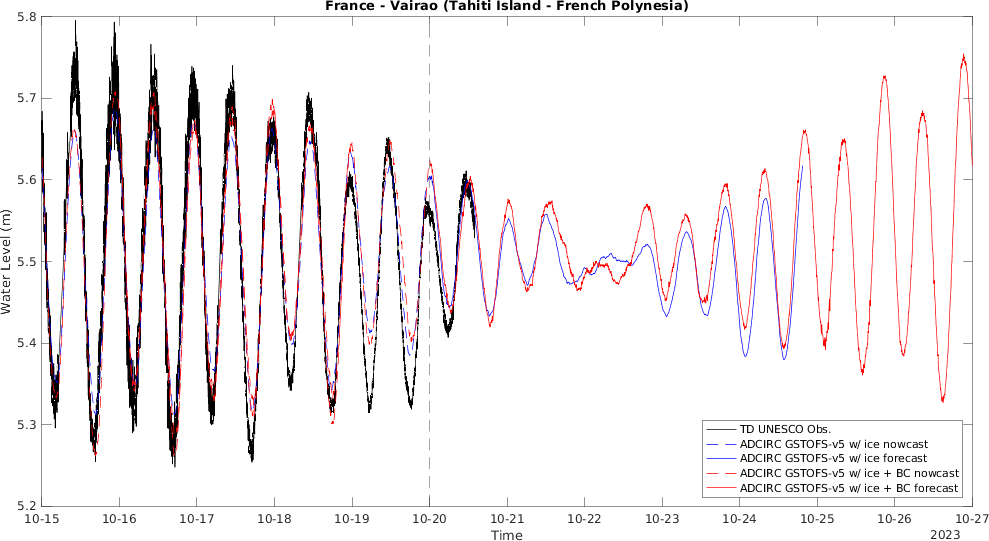 France - Vairao (Tahiti Island - French Polynesia)
5.8
5.7
5.6
5.5
5.4
5.3
5.2
Water Level (m)
TD UNESCO Obs.
ADCIRC GSTOFS-v5 w/ ice nowcast
ADCIRC GSTOFS-v5 w/ ice forecast
ADCIRC GSTOFS-v5 w/ ice + BC nowcast
ADCIRC GSTOFS-v5 w/ ice + BC forecast
10-15 10-16 10-17 10-18 10-19 10-20 10-21 10-22 10-23 10-24 10-25 10-26 10-27
Time
2023